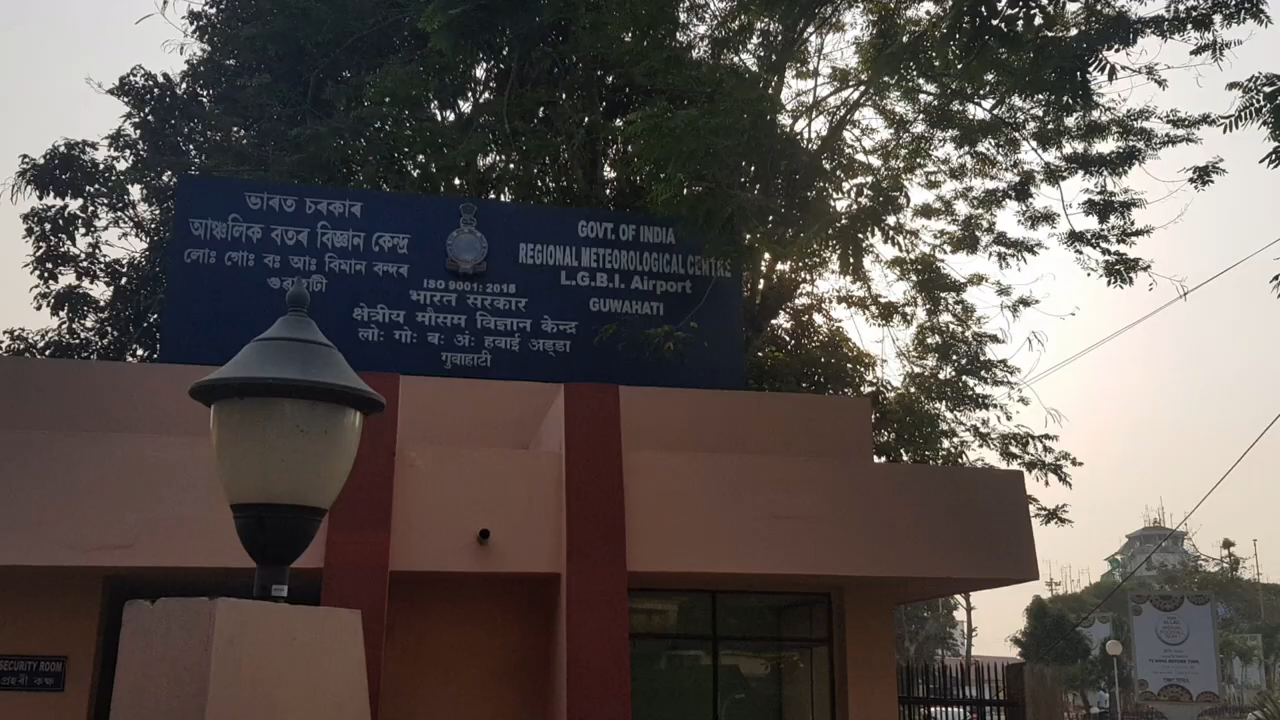 ভাৰত চৰকাৰ
আঞ্চলিক বতৰ বিজ্ঞান কেন্দ্ৰ
লোঃ গোঃ বঃ আঃ বিমান বন্দৰ
GOVT. OF INDIA
REGIONAL METEOROLOGICAL CENTRE
L.G.B.I. Airport
GUWAHATI
ISO 9001: 2015
भारत सरकार
क्षेत्रीय मौसम विज्ञान केन्द्र
लोः गोः बः अंः हवाई अड्डा
गुवाहाटी
SECURITY ROOM
প্ৰহৰী কক্ষ